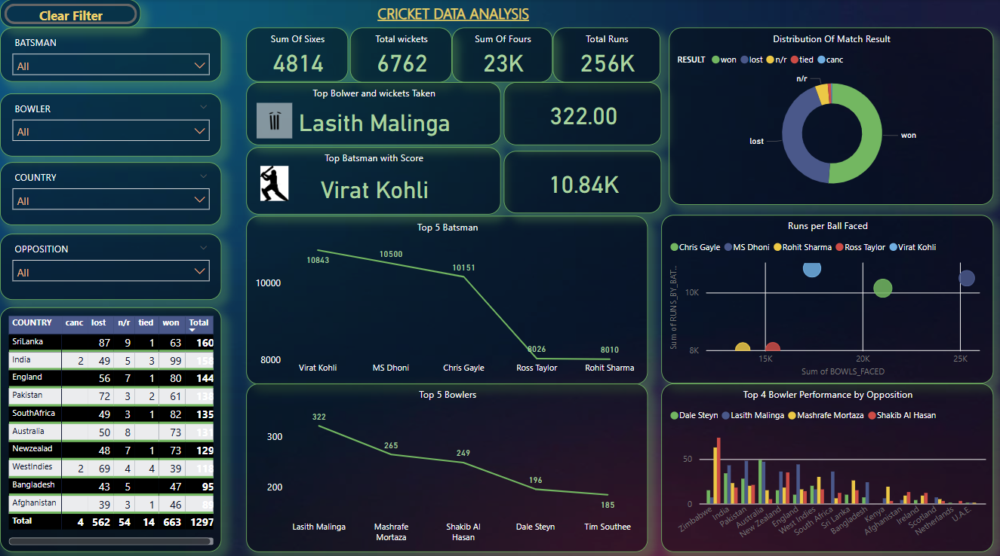 Clear Filter
CRICKET DATA ANALYSIS
BATSMAN
All
BOWLER
All
COUNTRY
All
OPPOSITION
All
COUNTRY canc lost n/r tied won Total
SriLanka 87 9 1 63 160
India 2 49 5 3 99 158
England 56 7 1 80 144
Pakistan 72 3 2 61 138
SouthAfrica 49 3 1 82 135
Australia 50 8 73 131
Newzealad 48 7 1 73 129
WestIndies 2 69 4 4 39 118
Bangladesh 43 5 47 95
Afghanistan 39 3 1 46 89
Total 4 562 54 14 663 1297
Sum Of Sixes
4814
Total wickets
6762
Sum Of Fours
23K
Total Runs
256K
Top Bolwer and wickets Taken
Lasith Malinga
322.00
Top Batsman with Score
Virat Kohli
10.84K
Distribution Of Match Result
RESULT won lost n/r tied canc
n/r
lost
won
Top 5 Batsman
10843
10500
10151
8026
8010
10000
8000
Virat Kohli MS Dhoni Chris Gayle Ross Taylor Rohit Sharma
Runs per Ball Faced
Chris Gayle MS Dhoni Rohit Sharma Ross Taylor Virat Kohli
Sum of RUNS_BY_BAT...
10K
8K
15K 20K 25K
Sum of BOWLS_FACED
Top 5 Bowlers
322
265
249
196
185
300
200
Lasith Malinga
Mashrafe
Mortaza
Shakib Al
Hasan
Dale Steyn
Tim Southee
Top 4 Bowler Performance by Opposition
Dale Steyn Lasith Malinga Mashrafe Mortaza Shakib Al Hasan
50
0
Zimbabwe
India
Pakistan
Australia
New Zealand
England
West Indies
South Africa
Sri Lanka
Bangladesh
Kenya
Afghanistan
Ireland
Scotland
Netherlands
U.A.E.